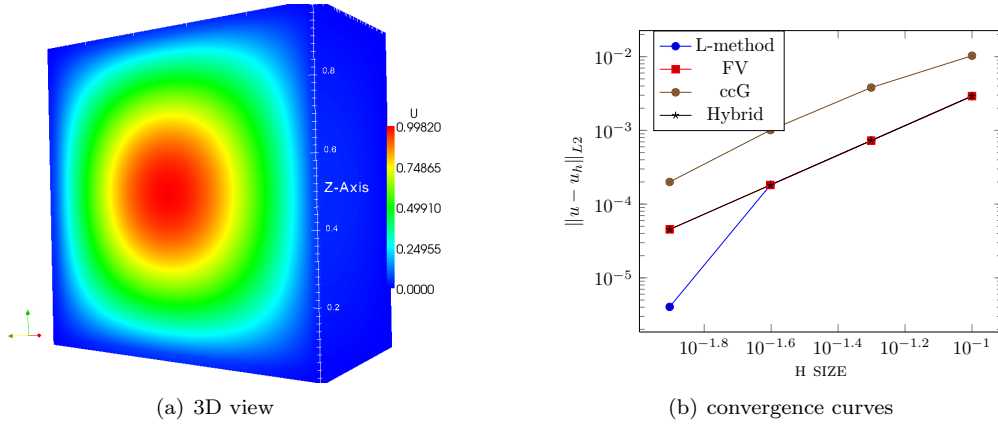 0.8
0.6
Z-Axis
0.4
0.2
U
0.99820
0.74865
0.49910
0.24955
0.0000
(a) 3D view
L-method
FV
ccG
Hybrid
10⁻²
10⁻³
10⁻⁴
10⁻⁵
‖u − u_h‖_{L2}
10^{−1.8} 10^{−1.6} 10^{−1.4} 10^{−1.2} 10^{−1}
H SIZE
(b) convergence curves